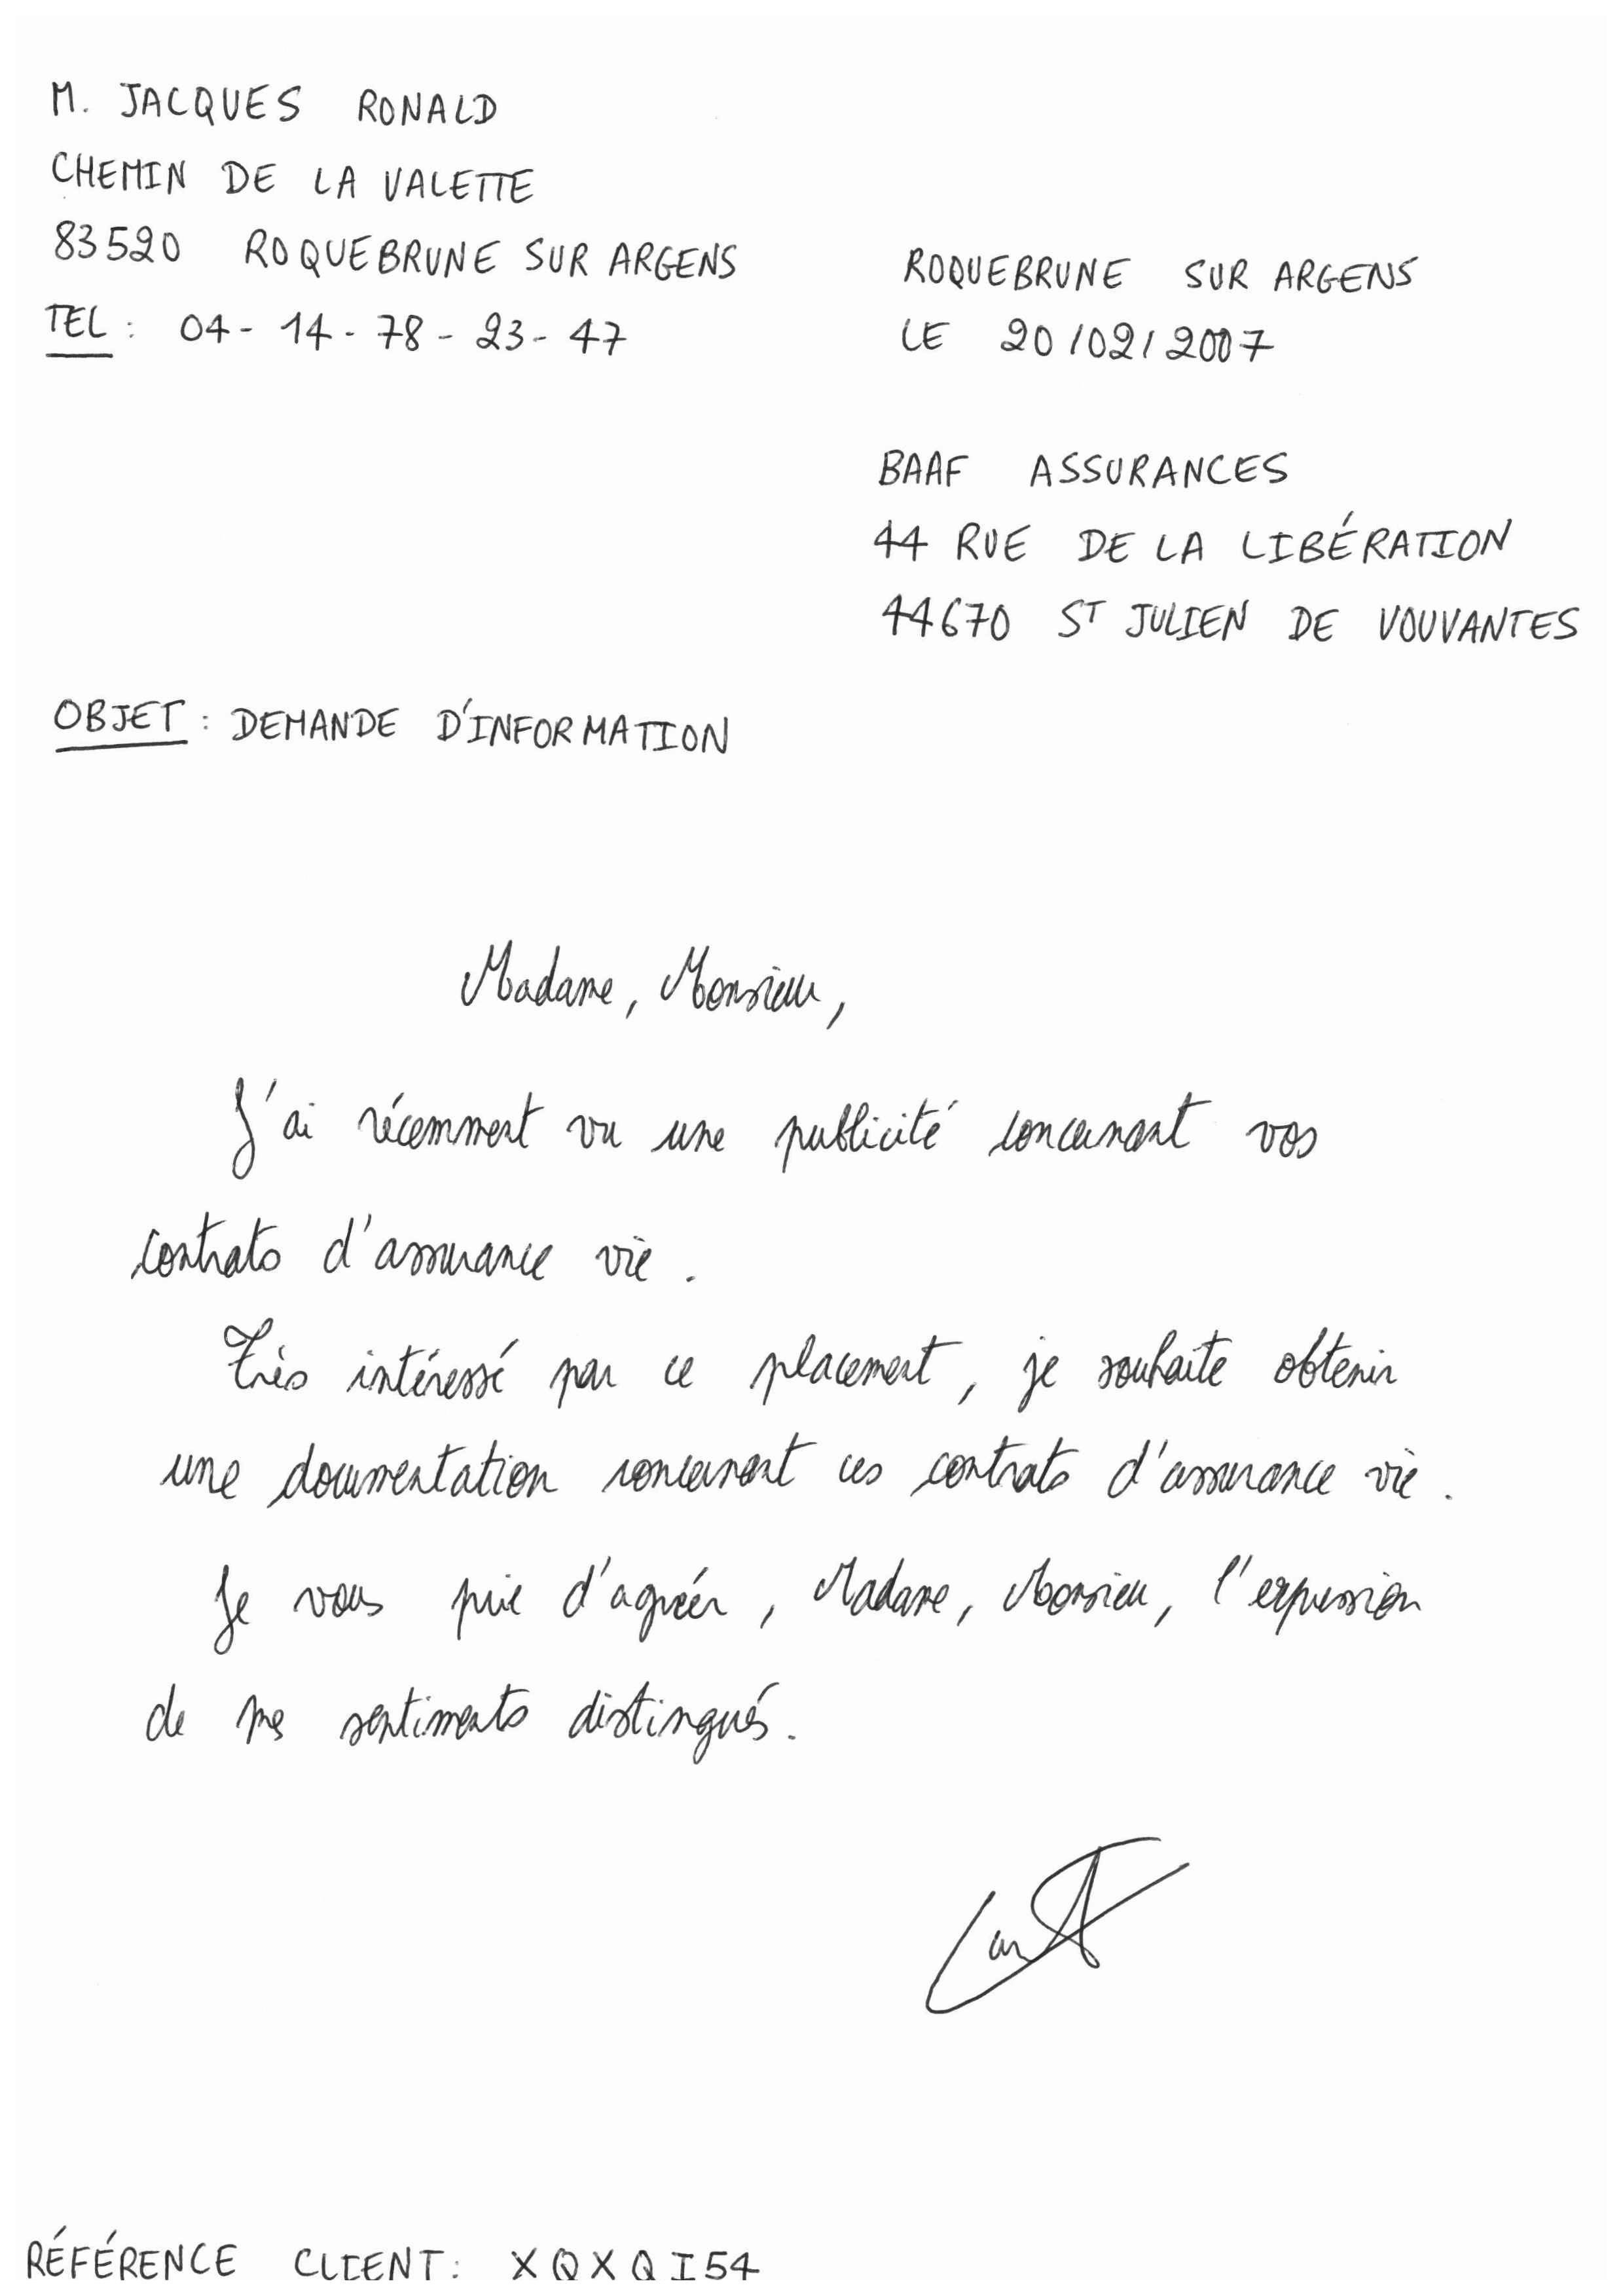 M. JACQUES RONALD
CHEMIN DE LA VALETTE
83520 ROQUEBRUNE SUR ARGENS
TEL : 04-14-78-23-47
ROQUEBRUNE SUR ARGENS
LE 20/02/2007
BAAF ASSURANCES
44 RUE DE LA LIBÉRATION
44670 ST JULIEN DE VOUVANTES
OBJET : DEMANDE D'INFORMATION
Madame, Monsieur,
J'ai récemment vu une publicité concernant vos
contrats d'assurance vie.
Très intéressé par ce placement, je souhaite obtenir
une documentation concernant ces contrats d'assurance vie.
Je vous prie d'agréer, Madame, Monsieur, l'expression
de mes sentiments distingués.
RÉFÉRENCE CLIENT : XQXQI54